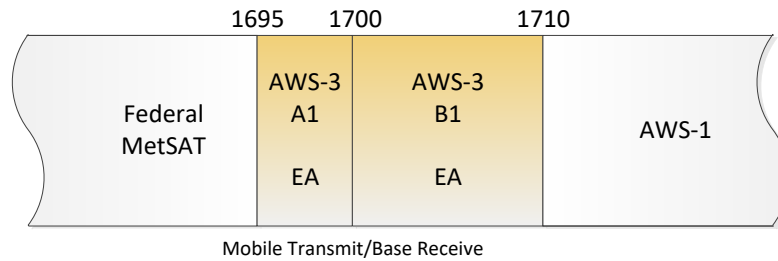 1695 1700 1710
Federal
MetSAT
AWS-3
A1
EA
AWS-3
B1
EA
AWS-1
Mobile Transmit/Base Receive